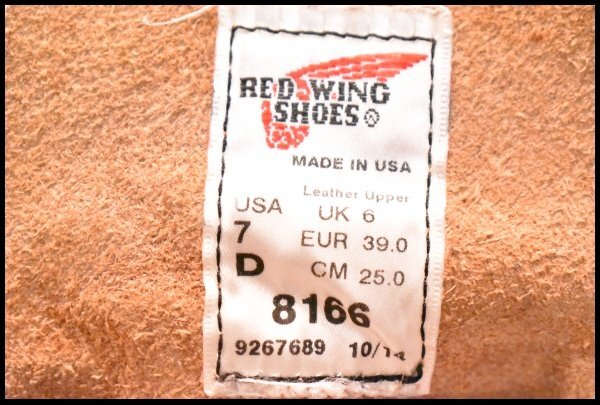 RED WING
SHOES®
MADE IN USA
Leather Upper
USA UK 6
7 EUR 39.0
D CM 25.0
8166
9267689 10/14